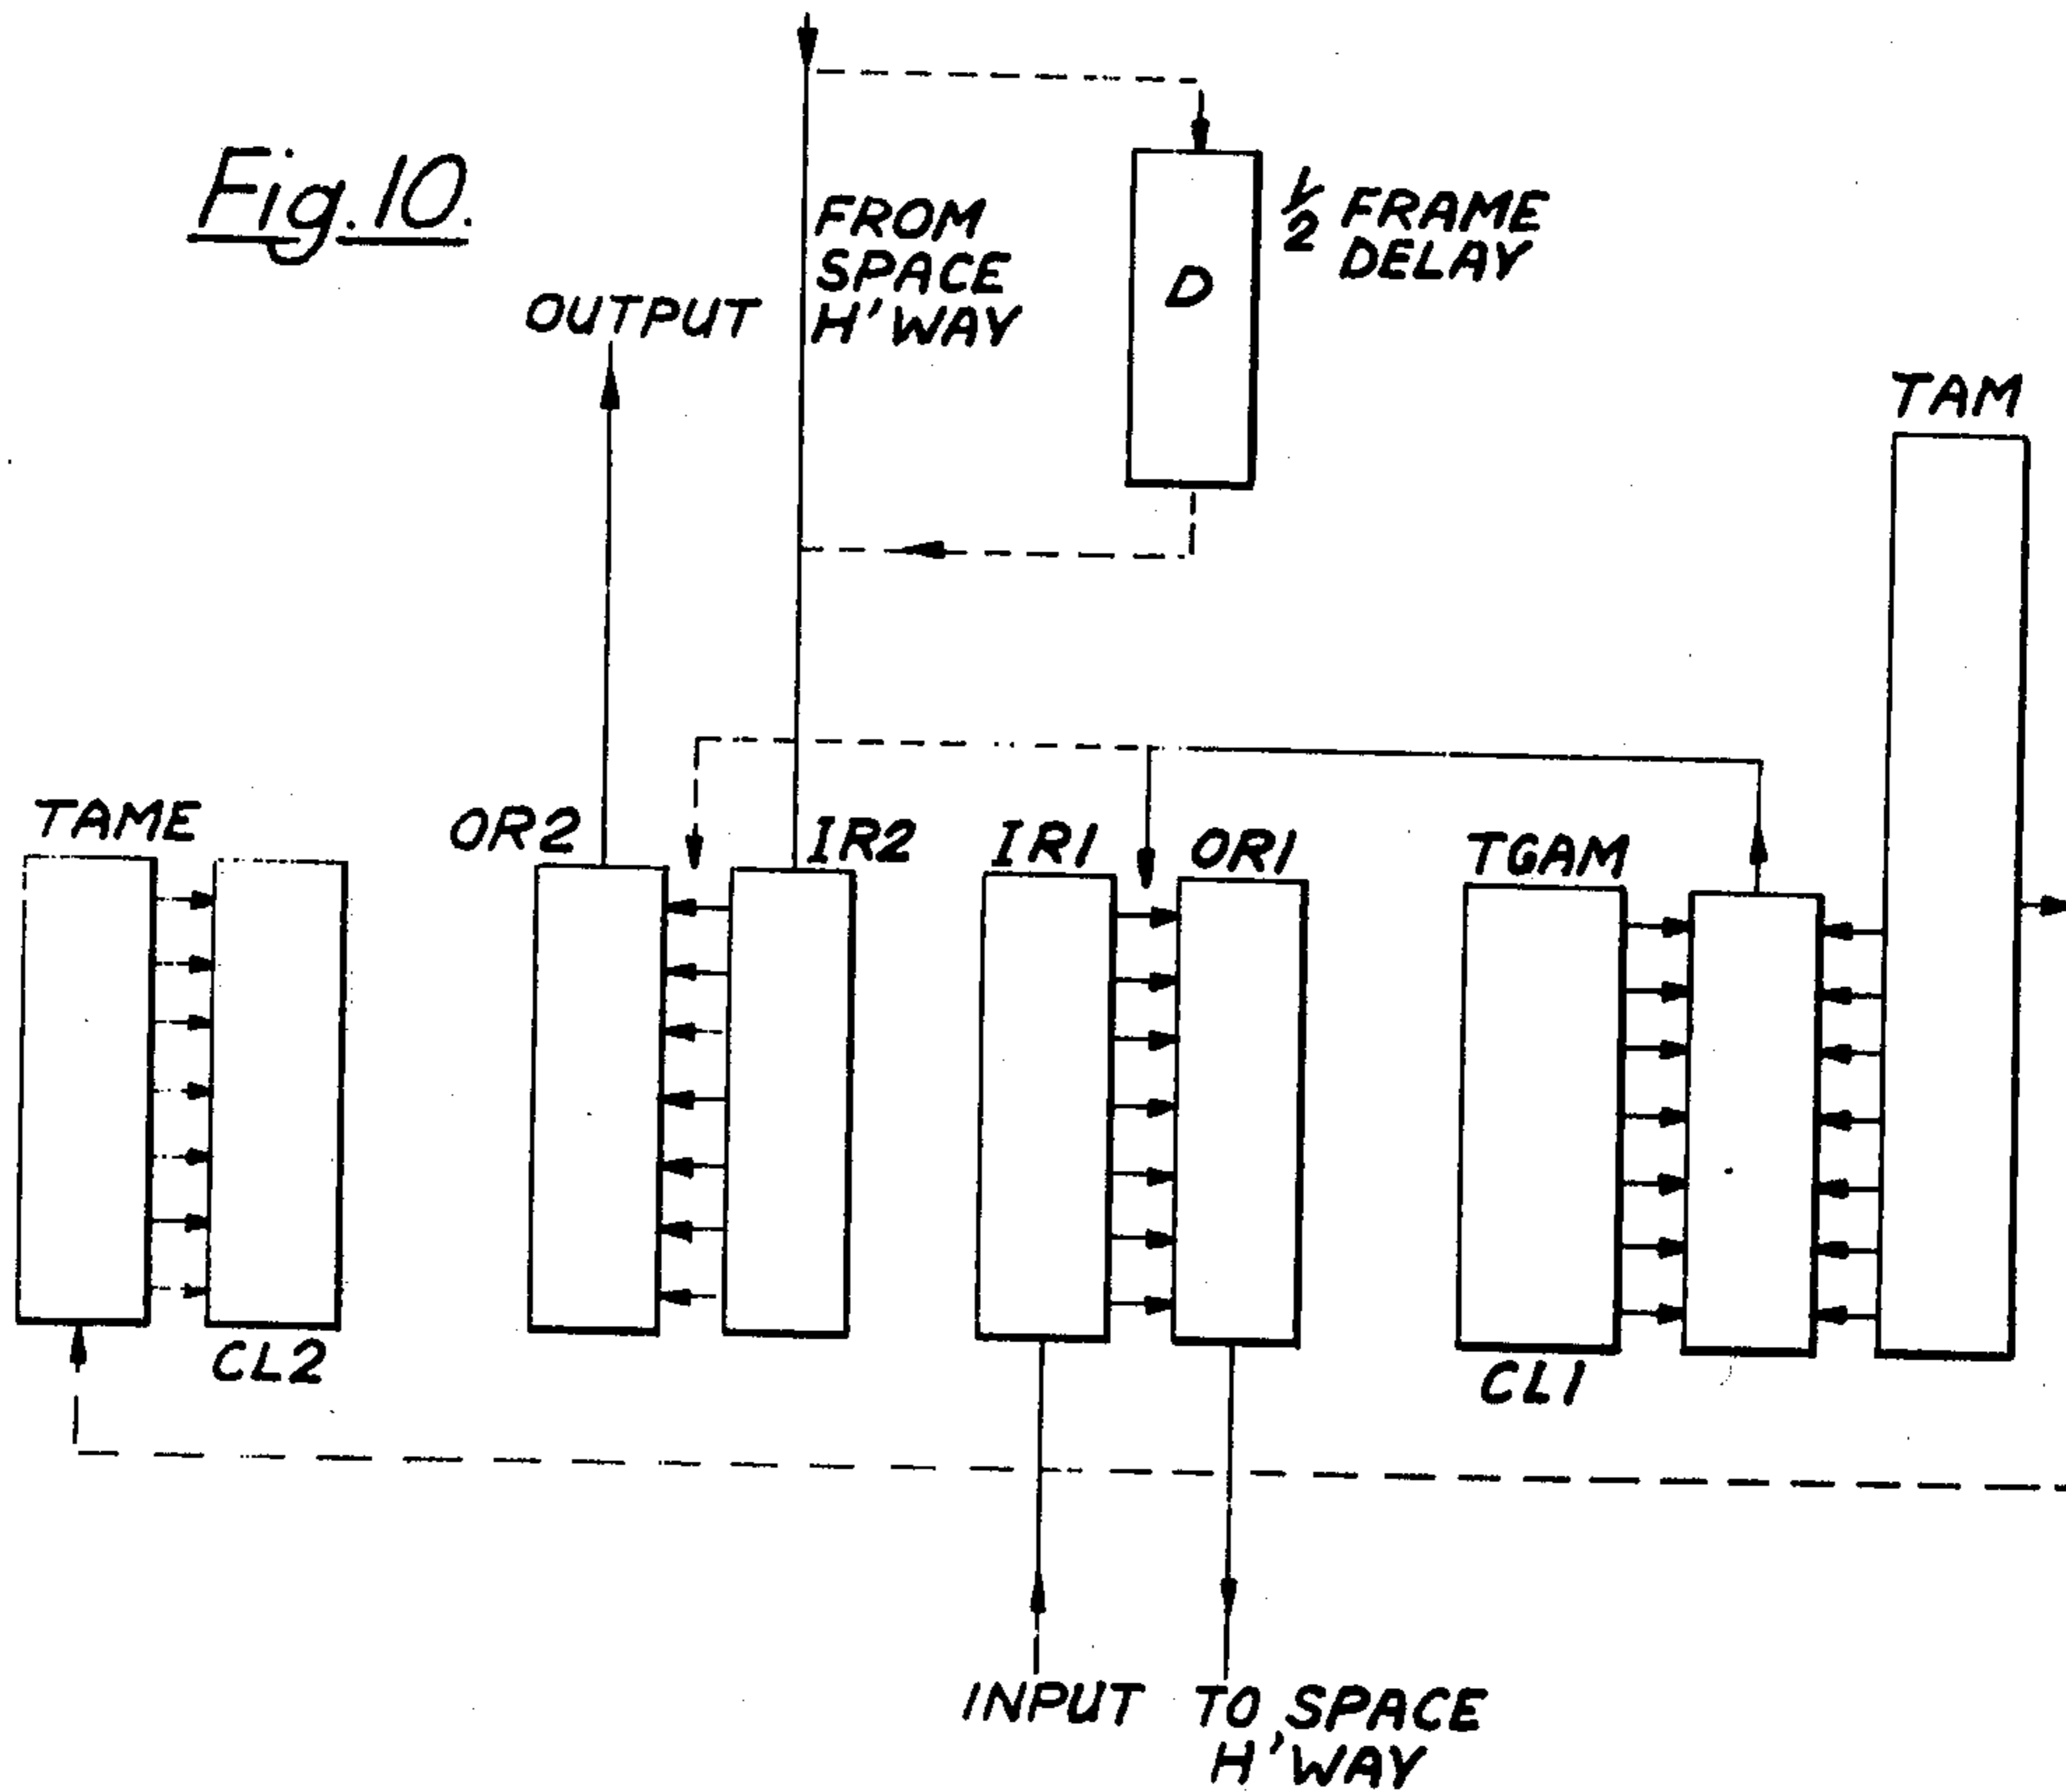 Fig.10.
FROM
SPACE
H'WAY
D
1/2 FRAME
DELAY
OUTPUT
TAM
TAME
OR2
IR2
IR1
OR1
TGAM
CL2
CL1
INPUT
TO SPACE
H'WAY